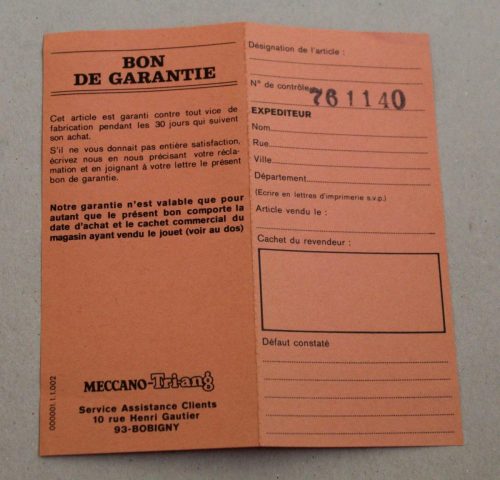 BON
DE GARANTIE
Cet article est garanti contre tout vice de
fabrication pendant les 30 jours qui suivent
son achat.
S'il ne vous donnait pas entière satisfaction,
écrivez nous en nous précisant votre récla-
mation et en joignant à votre lettre le présent
bon de garantie.
Notre garantie n'est valable que pour
autant que le présent bon comporte la
date d'achat et le cachet commercial du
magasin ayant vendu le jouet (voir au dos)
MECCANO-Tri-ang
Service Assistance Clients
10 rue Henri Gautier
93-BOBIGNY
000001.1.1.002
Désignation de l'article :
N° de contrôle 761140
EXPEDITEUR
Nom
Rue
Ville
Département
(Ecrire en lettres d'imprimerie s.v.p.)
Article vendu le :
Cachet du revendeur :
Défaut constaté